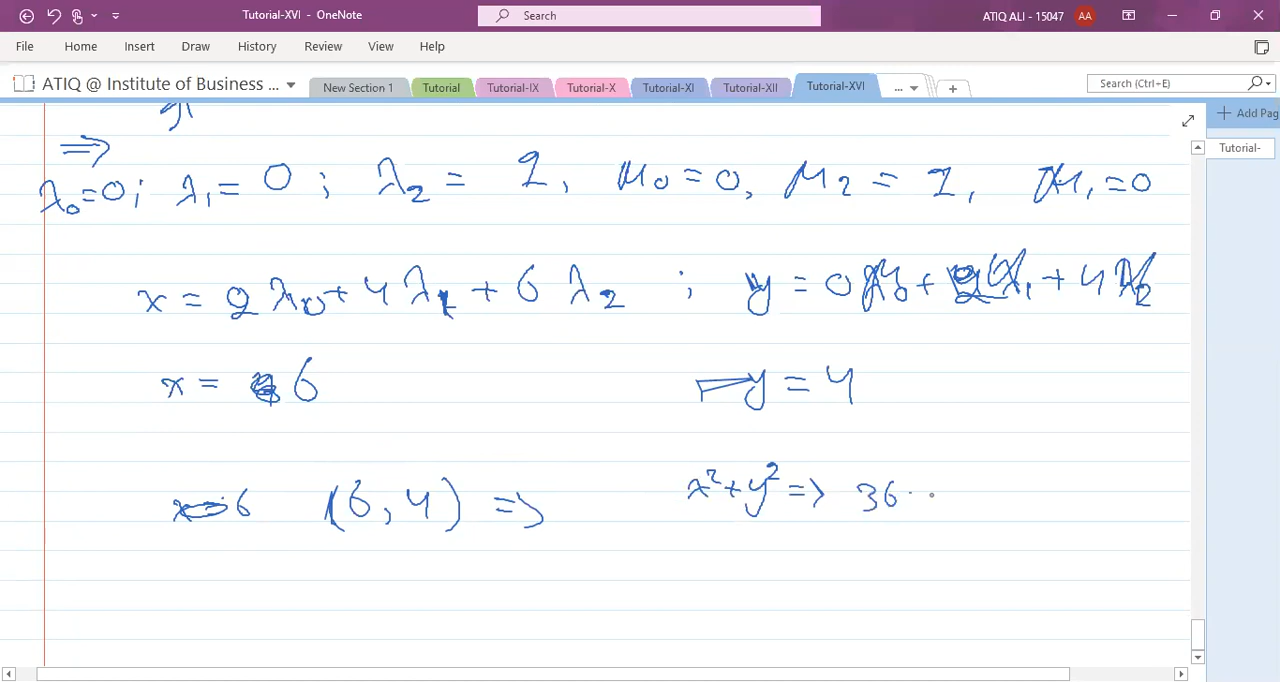 Tutorial-XVI - OneNote
Search
ATIQ ALI - 15047 AA
File Home Insert Draw History Review View Help
ATIQ @ Institute of Business ... New Section 1 Tutorial Tutorial-IX Tutorial-X Tutorial-XI Tutorial-XII Tutorial-XVI ... +
Search (Ctrl+E)
+ Add Pag
Tutorial-
⇒
λ₀=0; λ₁=0; λ₂=1, μ₀=0, μ₂=1, μ₁=0
x = 2λ₀+4λ₁+6λ₂ ; y = 0μ₀+2μ₁+4μ₂
x = 6 y = 4
6 (6,4) => x²+y² => 36